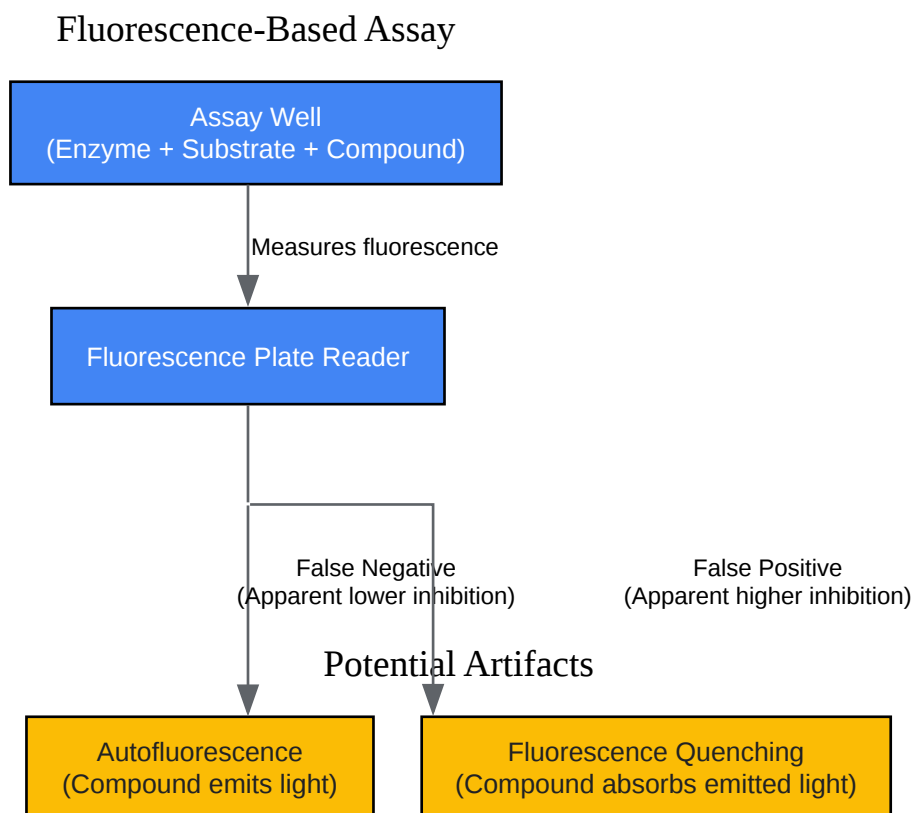 Fluorescence-Based Assay
Assay Well
(Enzyme + Substrate + Compound)
Measures fluorescence
Fluorescence Plate Reader
False Negative
(Apparent lower inhibition)
False Positive
(Apparent higher inhibition)
Potential Artifacts
Autofluorescence
(Compound emits light)
Fluorescence Quenching
(Compound absorbs emitted light)